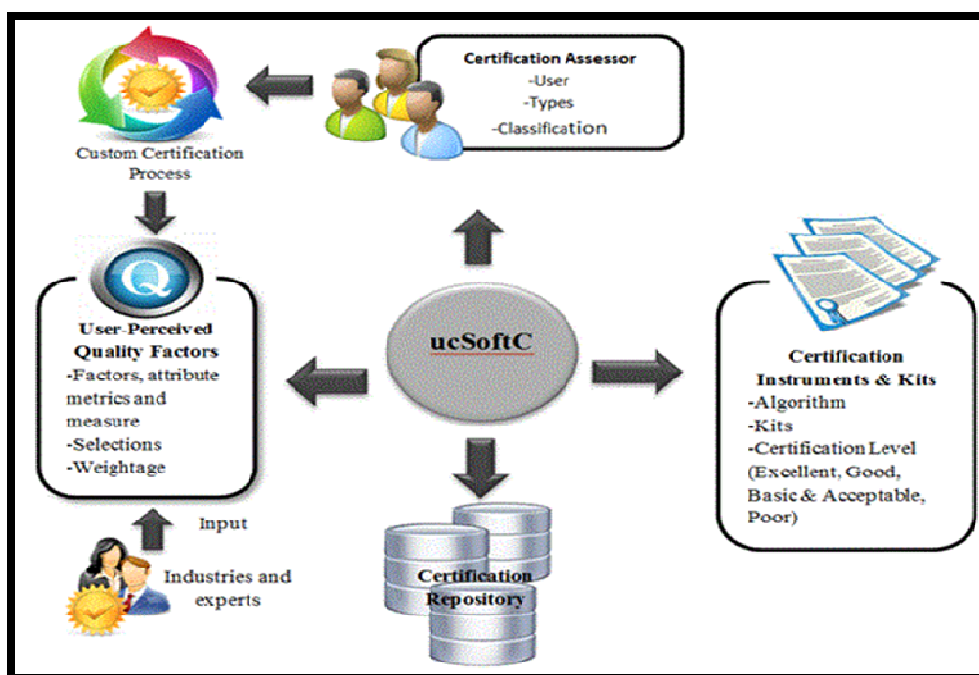 Certification Assessor
-User
-Types
-Classification
Custom Certification
Process
Q
User-Perceived
Quality Factors
-Factors, attribute
metrics and
measure
-Selections
-Weightage
ucSoftC
Certification
Instruments & Kits
-Algorithm
-Kits
-Certification Level
(Excellent, Good,
Basic & Acceptable,
Poor)
Input
Industries and
experts
Certification
Repository